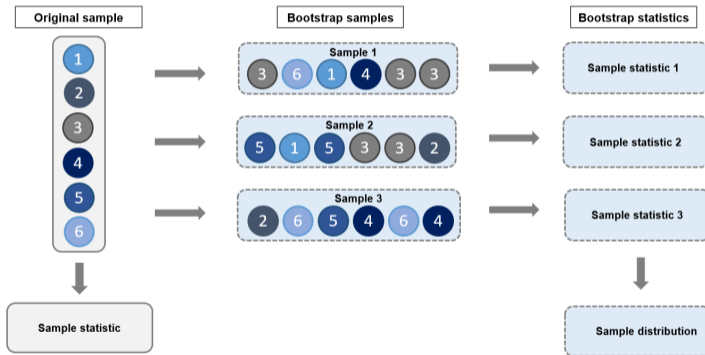 Original sample
Bootstrap samples
Bootstrap statistics
1
2
3
4
5
6
Sample statistic
Sample 1
3 6 1 4 3 3
Sample 2
5 1 5 3 3 2
Sample 3
2 6 5 4 6 4
Sample statistic 1
Sample statistic 2
Sample statistic 3
Sample distribution